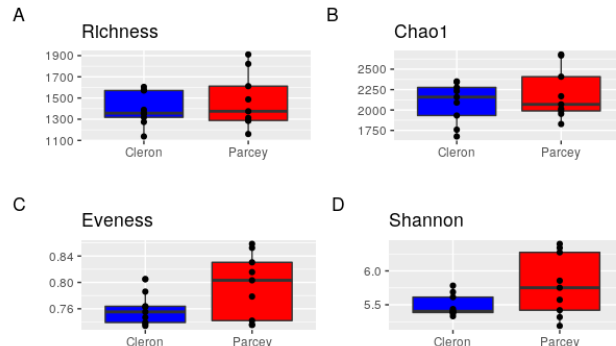 A
RIchness
1900
1700
1500
1300
1100
Cleron
Parcey
B
Chao1
2500
2250
2000
1750
Cleron
Parcey
C
Eveness
0.84
0.80
0.76
Cleron
Parcey
D
Shannon
6.0
5.5
Cleron
Parcey